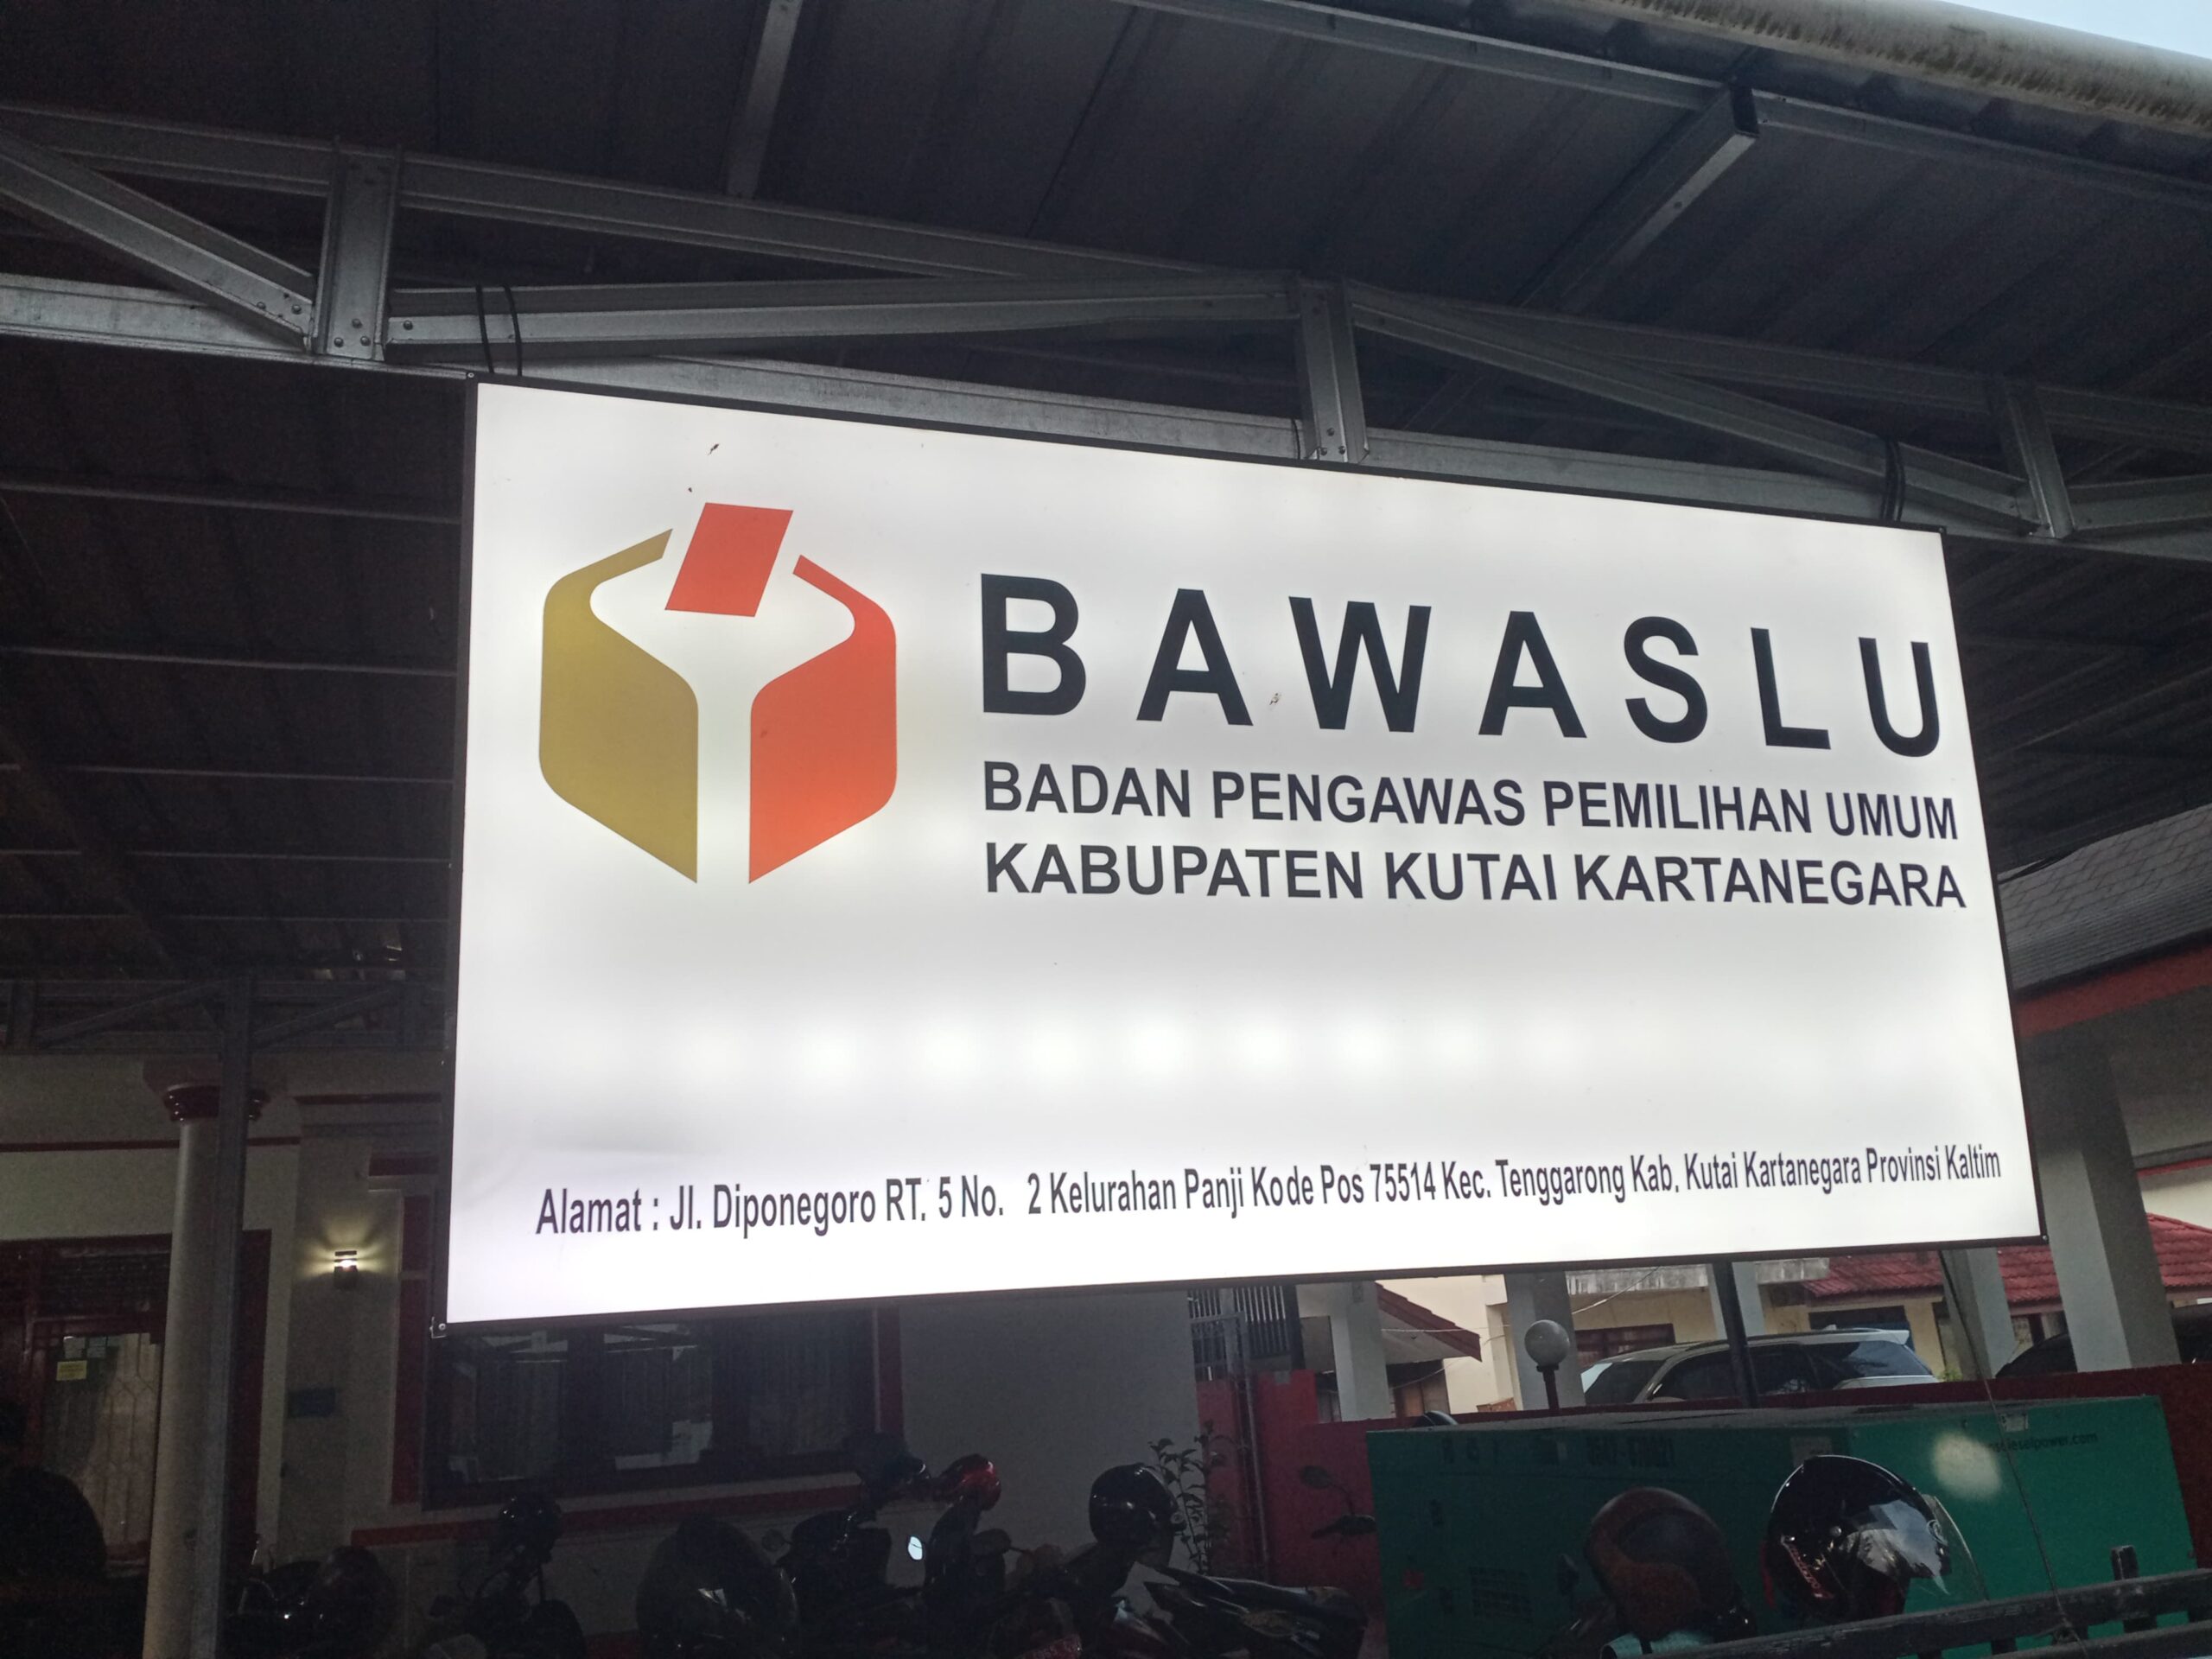 BAWASLU
BADAN PENGAWAS PEMILIHAN UMUM
KABUPATEN KUTAI KARTANEGARA
Alamat : Jl. Diponegoro RT. 5 No. 2 Kelurahan Panji Kode Pos 75514 Kec. Tenggarong Kab. Kutai Kartanegara Provinsi Kaltim